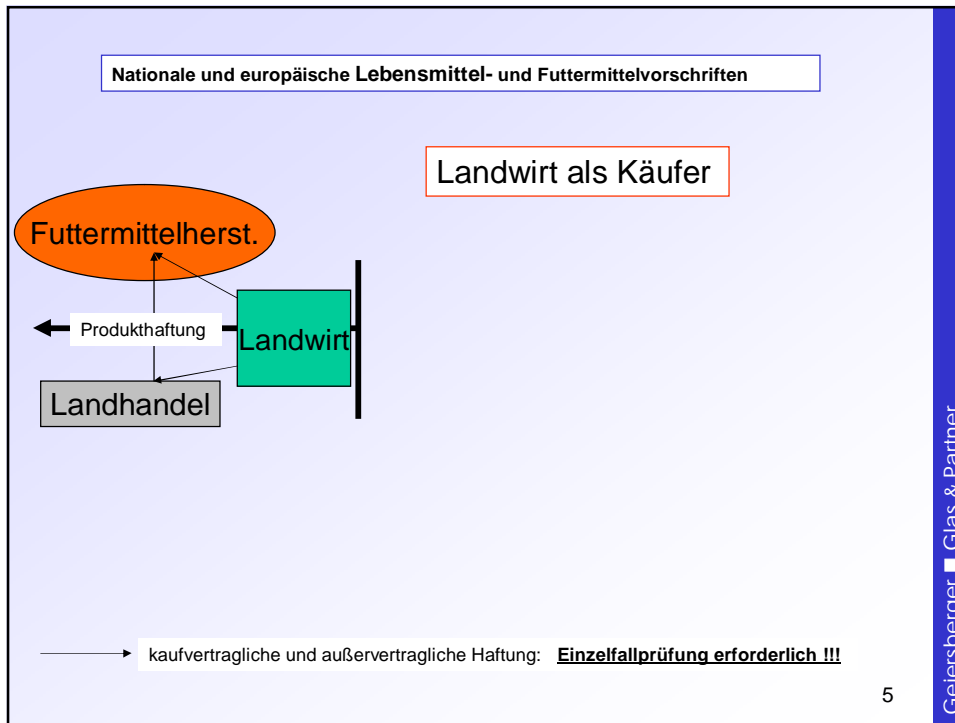 Nationale und europäische Lebensmittel- und Futtermittelvorschriften
Landwirt als Käufer
Futtermittelherst.
Produkthaftung
Landwirt
Landhandel
kaufvertragliche und außervertragliche Haftung: Einzelfallprüfung erforderlich !!!
5
Geiersberger ■ Glas & Partner